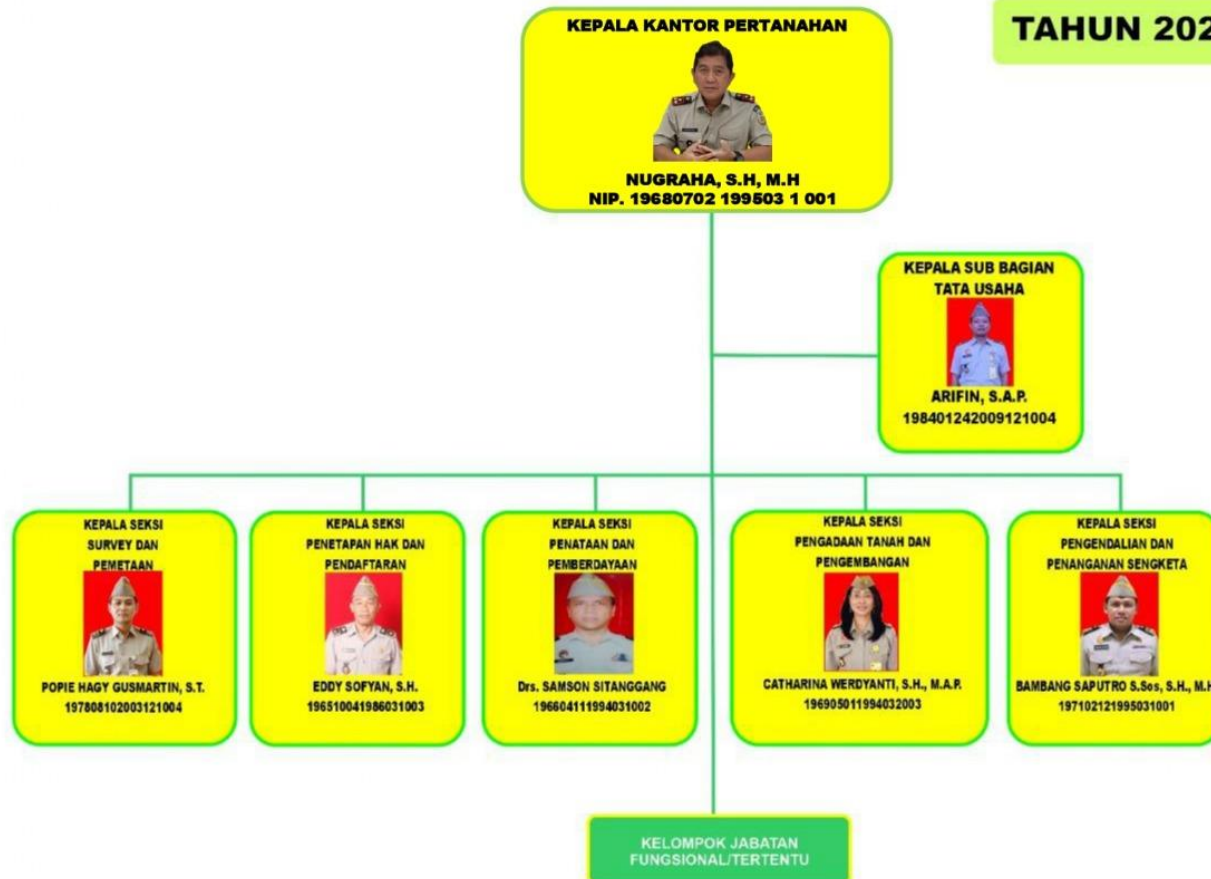 TAHUN 202
KEPALA KANTOR PERTANAHAN
NUGRAHA, S.H, M.H
NIP. 19680702 199503 1 001
KEPALA SUB BAGIAN
TATA USAHA
ARIFIN, S.A.P.
198401242009121004
KEPALA SEKSI
SURVEY DAN
PEMETAAN
POPIE HAGY GUSMARTIN, S.T.
197808102003121004
KEPALA SEKSI
PENETAPAN HAK DAN
PENDAFTARAN
EDDY SOFYAN, S.H.
196510041986031003
KEPALA SEKSI
PENATAAN DAN
PEMBERDAYAAN
Drs. SAMSON SITANGGANG
196604111994031002
KEPALA SEKSI
PENGADAAN TANAH DAN
PENGEMBANGAN
CATHARINA WERDYANTI, S.H., M.A.P.
196905011994032003
KEPALA SEKSI
PENGENDALIAN DAN
PENANGANAN SENGKETA
BAMBANG SAPUTRO S.Sos, S.H., M.H
197102121995031001
KELOMPOK JABATAN
FUNGSIONAL/TERTENTU